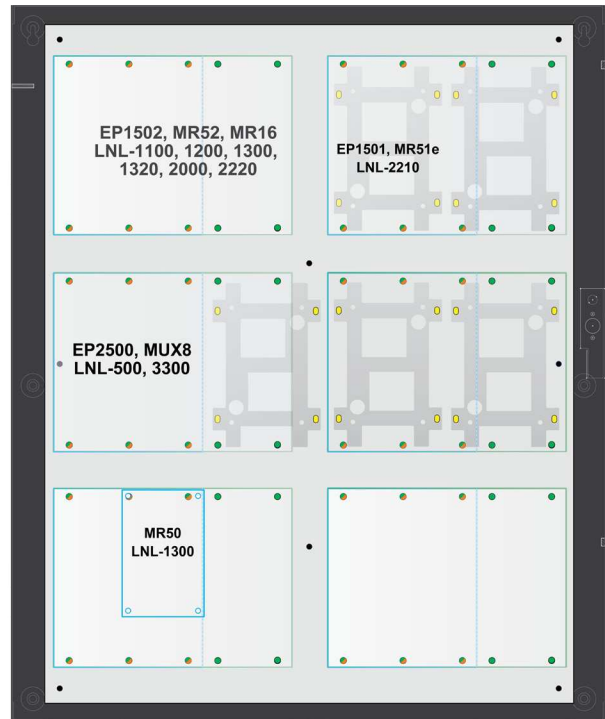 EP1502, MR52, MR16
LNL-1100, 1200, 1300,
1320, 2000, 2220
EP1501, MR51e
LNL-2210
EP2500, MUX8
LNL-500, 3300
MR50
LNL-1300